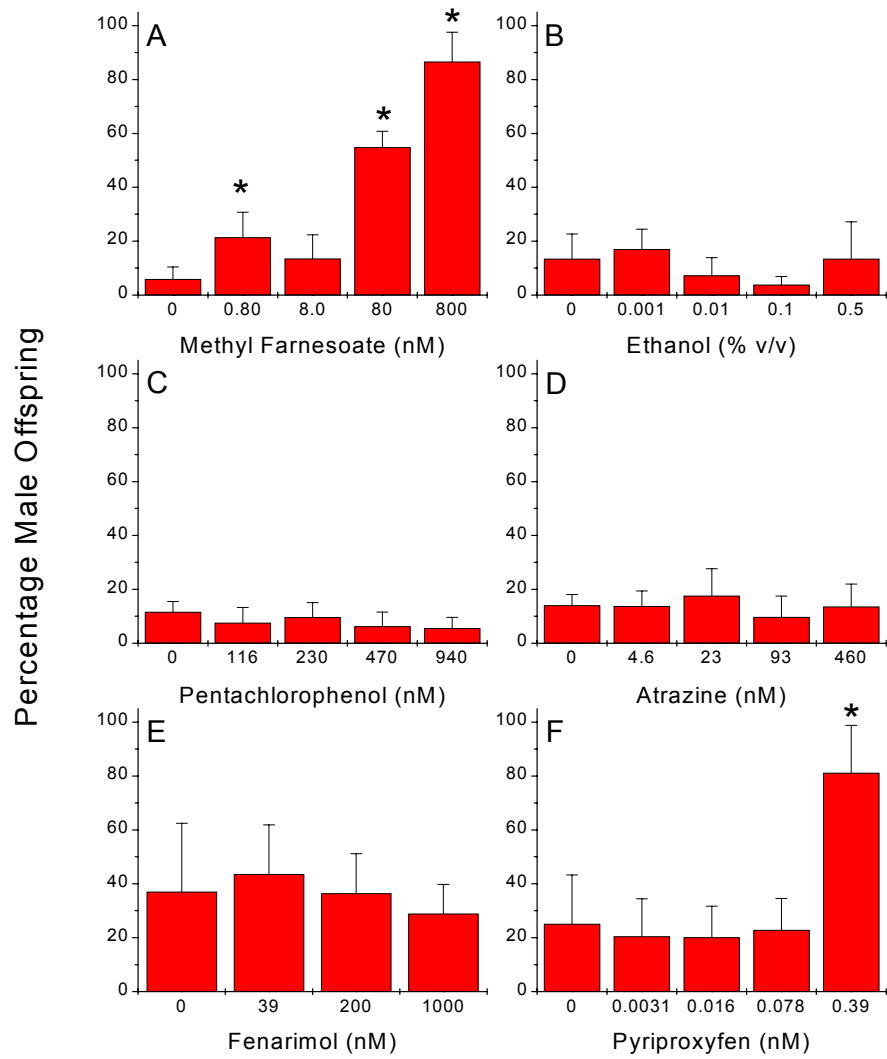 Percentage Male Offspring
A
*
*
*
100
80
60
40
20
0
0 0.80 8.0 80 800
Methyl Farnesoate (nM)
B
100
80
60
40
20
0
0 0.001 0.01 0.1 0.5
Ethanol (% v/v)
C
100
80
60
40
20
0
0 116 230 470 940
Pentachlorophenol (nM)
D
100
80
60
40
20
0
0 4.6 23 93 460
Atrazine (nM)
E
100
80
60
40
20
0
0 39 200 1000
Fenarimol (nM)
F
*
100
80
60
40
20
0
0 0.0031 0.016 0.078 0.39
Pyriproxyfen (nM)